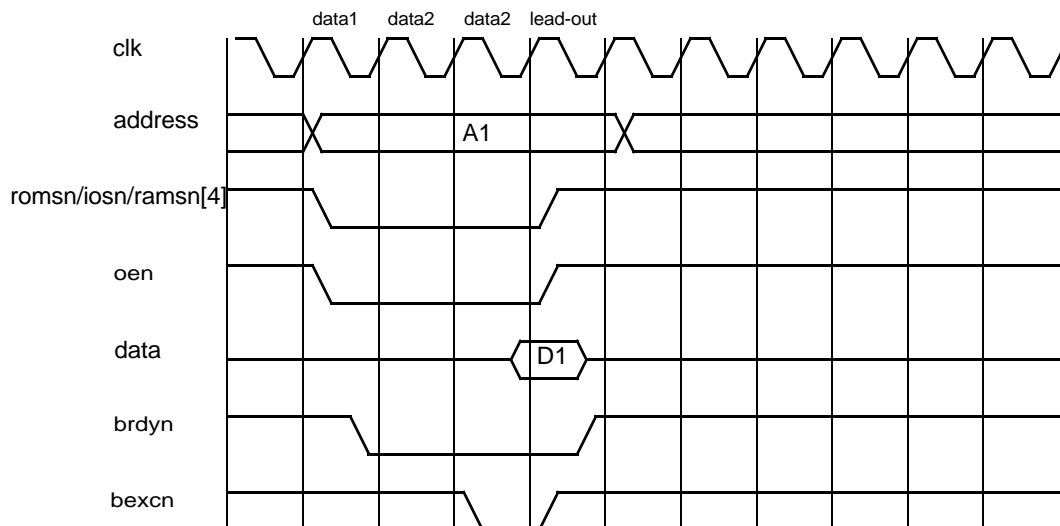 data1 data2 data2 lead-out
clk
address
A1
romsn/iosn/ramsn[4]
oen
data
D1
brdyn
bexcn